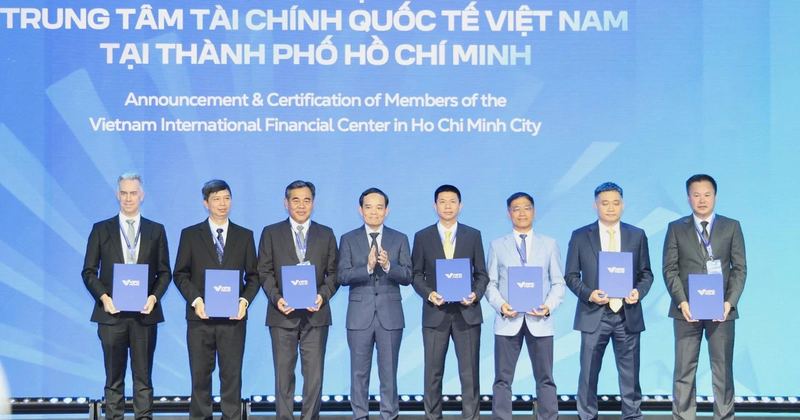 TRUNG TÂM TÀI CHÍNH QUỐC TẾ VIỆT NAM
TẠI THÀNH PHỐ HỒ CHÍ MINH
Announcement & Certification of Members of the
Vietnam International Financial Center in Ho Chi Minh City